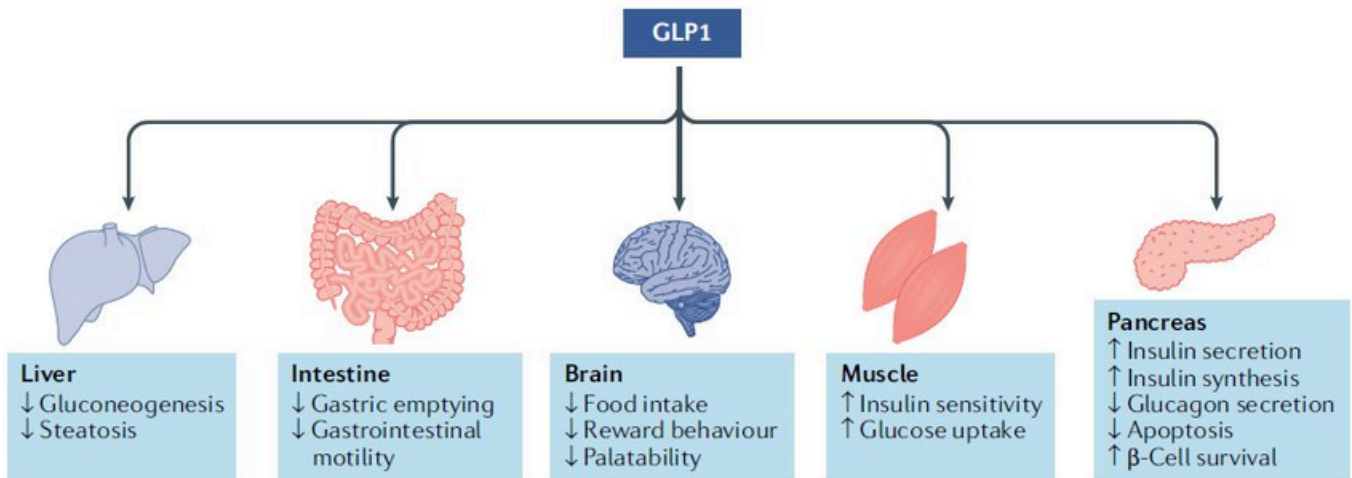 GLP1
Liver
↓ Gluconeogenesis
↓ Steatosis
Intestine
↓ Gastric emptying
↓ Gastrointestinal
motility
Brain
↓ Food intake
↓ Reward behaviour
↓ Palatability
Muscle
↑ Insulin sensitivity
↑ Glucose uptake
Pancreas
↑ Insulin secretion
↑ Insulin synthesis
↓ Glucagon secretion
↓ Apoptosis
↑ β-Cell survival